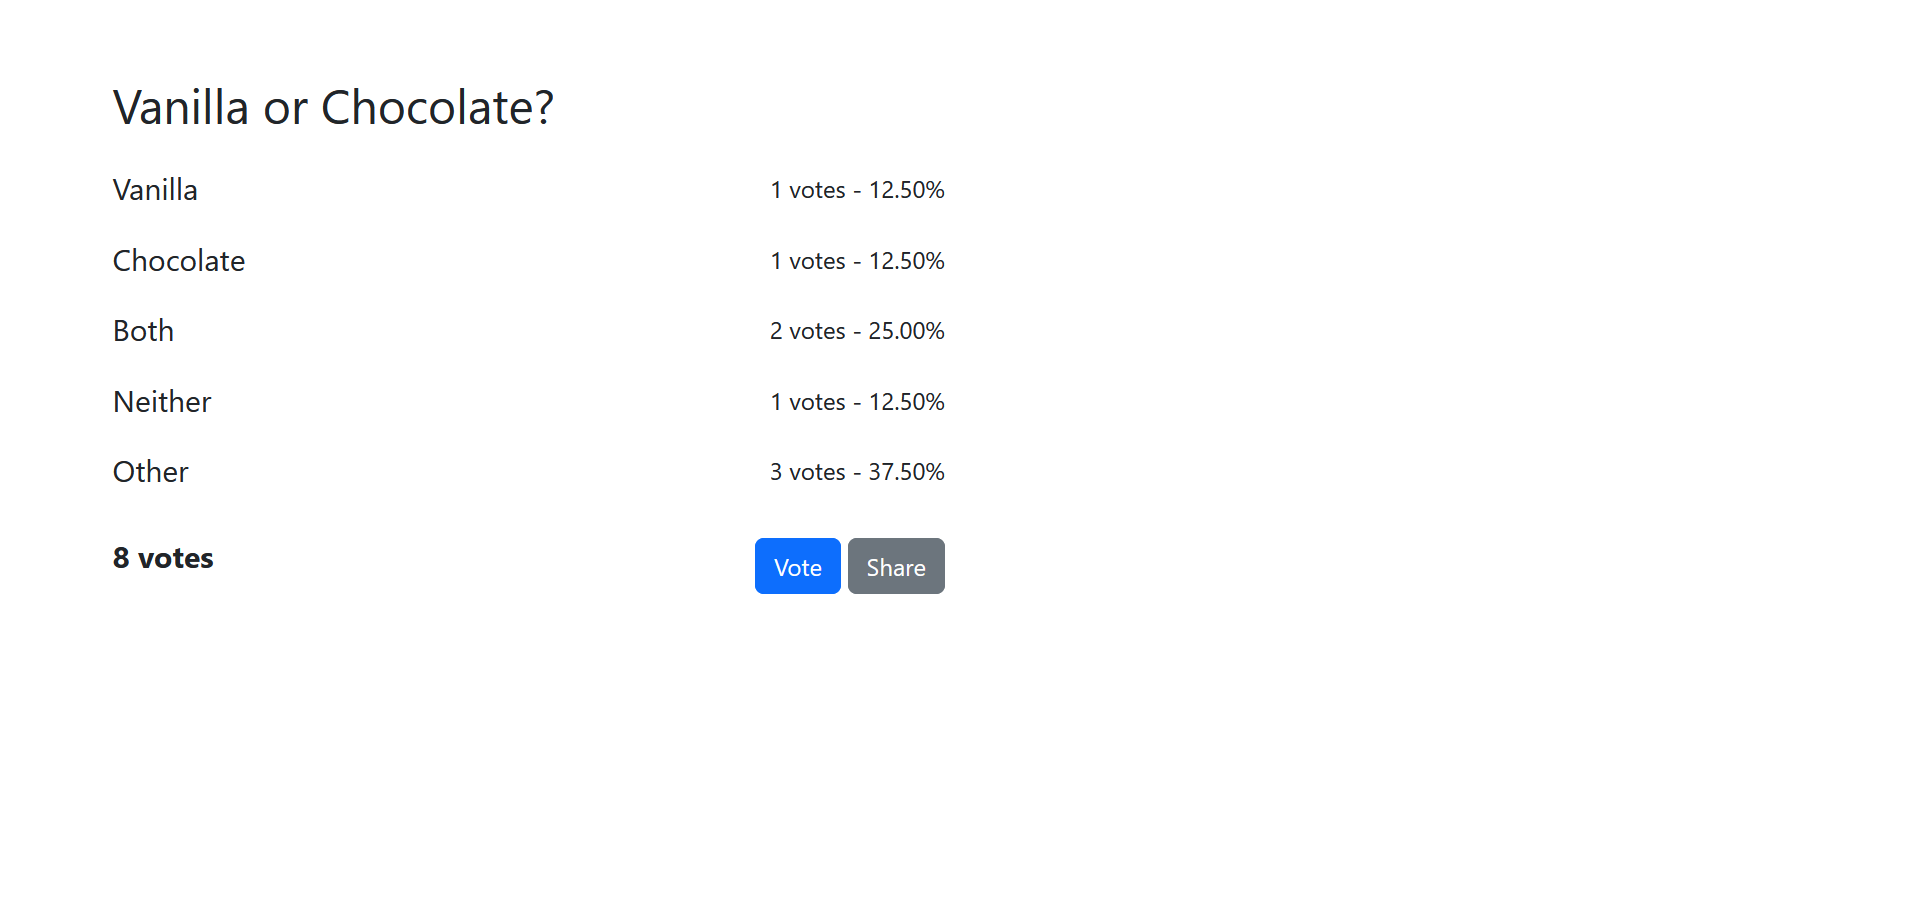 Vanilla or Chocolate?
Vanilla 1 votes - 12.50%
Chocolate 1 votes - 12.50%
Both 2 votes - 25.00%
Neither 1 votes - 12.50%
Other 3 votes - 37.50%
8 votes Vote Share